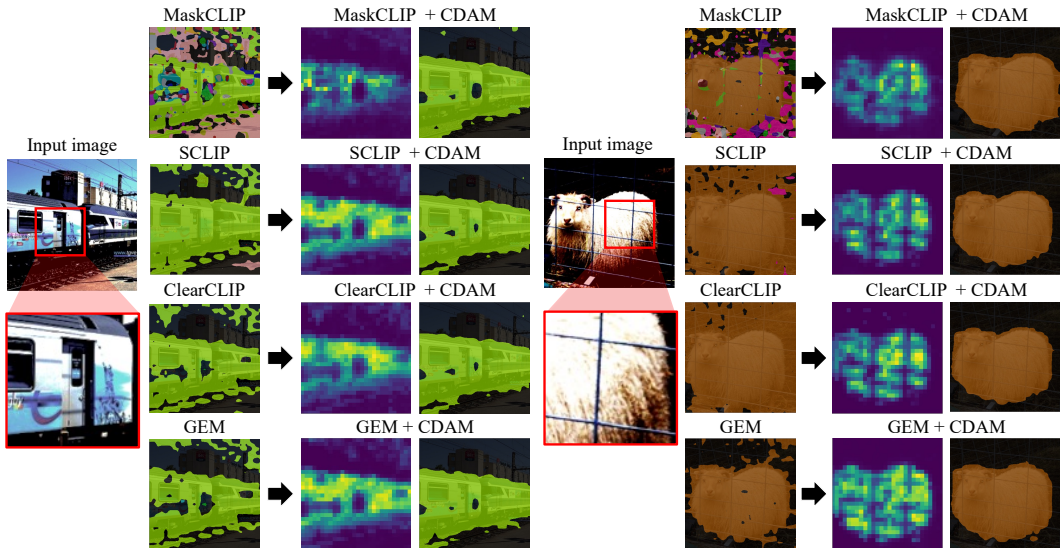 MaskCLIP
MaskCLIP + CDAM
MaskCLIP
MaskCLIP + CDAM
Input image
SCLIP
SCLIP + CDAM
Input image
SCLIP
SCLIP + CDAM
ClearCLIP
ClearCLIP + CDAM
ClearCLIP
ClearCLIP + CDAM
GEM
GEM + CDAM
GEM
GEM + CDAM